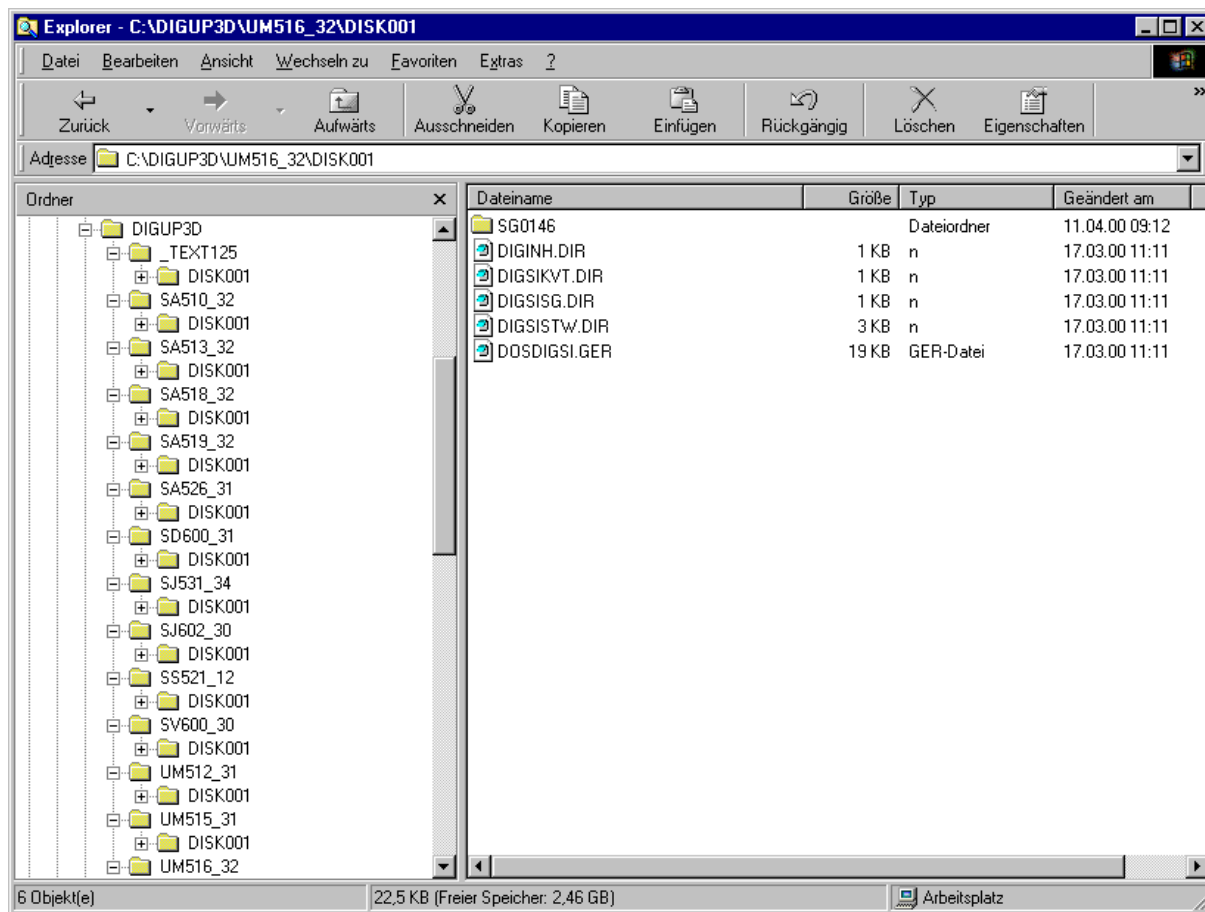 Explorer - C:\DIGUP3D\UM516_32\DISK001
Datei Bearbeiten Ansicht Wechseln zu Favoriten Extras ?
Zurück Vorwärts Aufwärts Ausschneiden Kopieren Einfügen Rückgängig Löschen Eigenschaften »
Adresse C:\DIGUP3D\UM516_32\DISK001
Ordner
DIGUP3D
_TEXT125
DISK001
SA510_32
DISK001
SA513_32
DISK001
SA518_32
DISK001
SA519_32
DISK001
SA526_31
DISK001
SD600_31
DISK001
SJ531_34
DISK001
SJ602_30
DISK001
SS521_12
DISK001
SV600_30
DISK001
UM512_31
DISK001
UM515_31
DISK001
UM516_32
Dateiname Größe Typ Geändert am
SG0146 Dateiordner 11.04.00 09:12
DIGINH.DIR 1 KB n 17.03.00 11:11
DIGSIKVT.DIR 1 KB n 17.03.00 11:11
DIGSISG.DIR 1 KB n 17.03.00 11:11
DIGSISTW.DIR 3 KB n 17.03.00 11:11
DOSDIGSI.GER 19 KB GER-Datei 17.03.00 11:11
6 Objekt(e) 22,5 KB (Freier Speicher: 2,46 GB) Arbeitsplatz